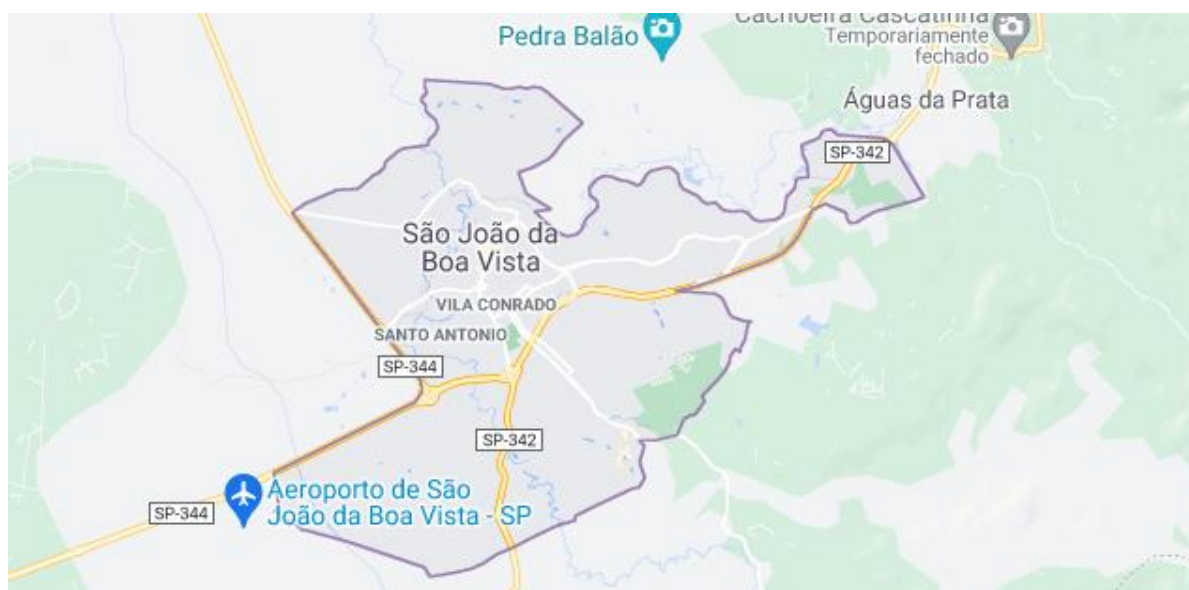 Cachoeira Cascatinha
Temporariamente
fechado
Pedra Balão
Águas da Prata
SP-342
São João da
Boa Vista
VILA CONRADO
SANTO ANTONIO
SP-344
SP-342
Aeroporto de São
João da Boa Vista - SP
SP-344